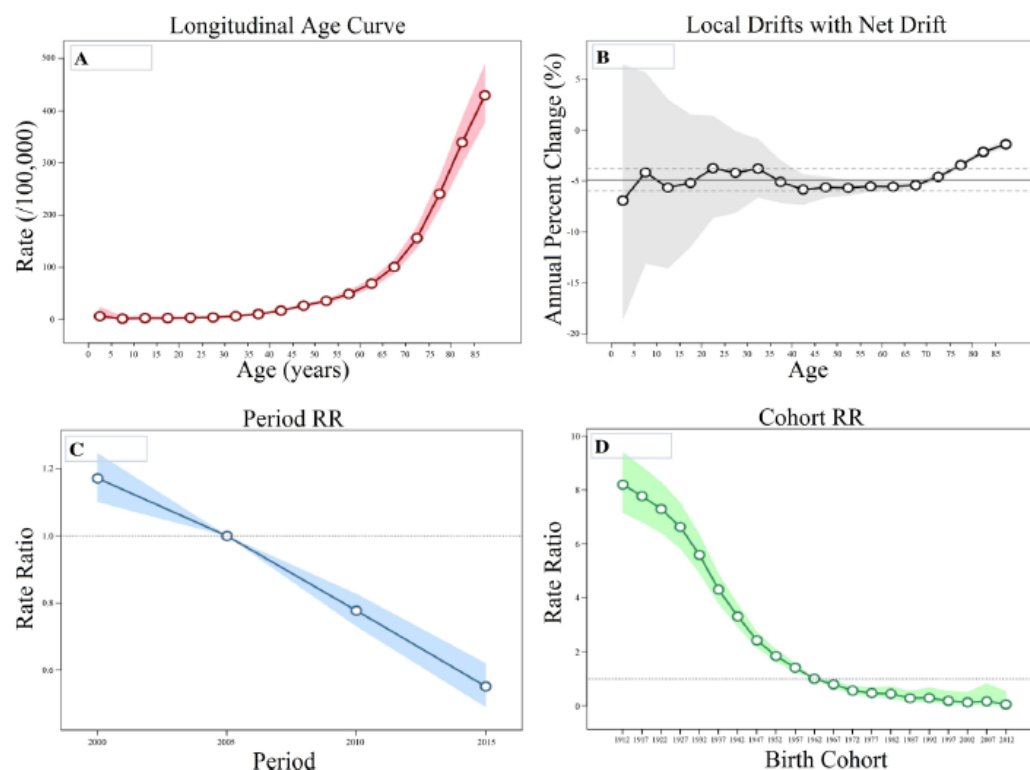 Longitudinal Age Curve
A
Rate (/100,000)
500
400
300
200
100
0
0 5 10 15 20 25 30 35 40 45 50 55 60 65 70 75 80 85
Age (years)
Local Drifts with Net Drift
B
Annual Percent Change (%)
5
0
-5
-10
-15
-20
0 5 10 15 20 25 30 35 40 45 50 55 60 65 70 75 80 85
Age
Period RR
C
Rate Ratio
1.2
1.0
0.8
0.6
2000 2005 2010 2015
Period
Cohort RR
D
Rate Ratio
10
8
6
4
2
0
1912 1917 1922 1927 1932 1937 1942 1947 1952 1957 1962 1967 1972 1977 1982 1987 1992 1997 2002 2007 2012
Birth Cohort